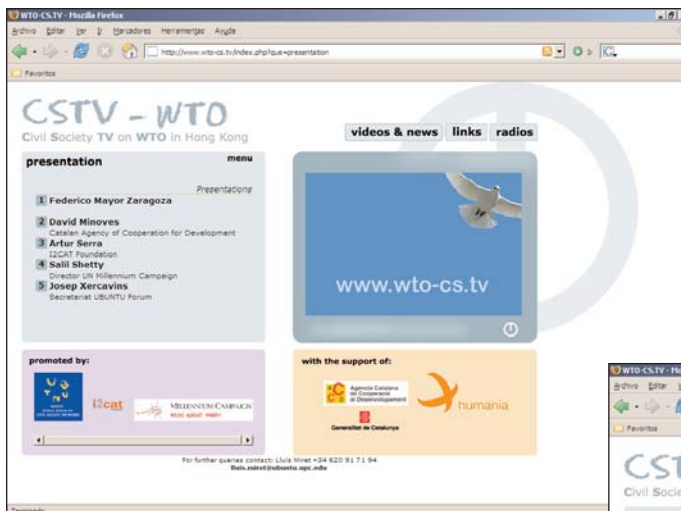 WTO-CS.TV - Mozilla Firefox
Archivo Editar Ver Ir Marcadores Herramientas Ayuda
http://www.wto-cs.tv/index.php?que=presentation
Favoritos
CSTV - WTO
Civil Society TV on WTO in Hong Kong
videos & news links radios
presentation menu
Presentations
1 Federico Mayor Zaragoza
2 David Minoves
Catalan Agency of Cooperation for Development
3 Artur Serra
I2CAT Foundation
4 Salil Shetty
Director UN Millennium Campaign
5 Josep Xercavins
Secretariat UBUNTU Forum
www.wto-cs.tv
promoted by:
UBUNTU
i2cat
MILLENNIUM CAMPAIGN
with the support of:
Agència Catalana
de Cooperació
al Desenvolupament
Generalitat de Catalunya
humania
For further queries contact: Lluis Miret +34 620 91 71 94
lluis.miret@ubuntu.upc.edu
Terminado
WTO-CS.TV - Mo
Archivo Editar
Favoritos
CST
Civil Socie